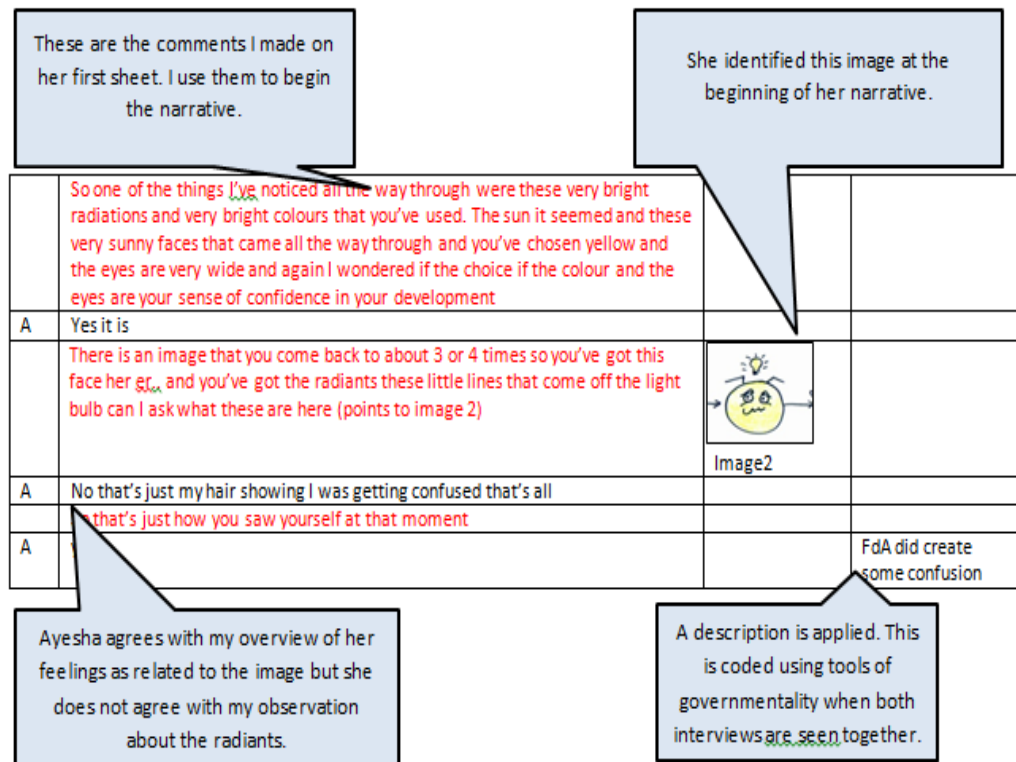 These are the comments I made on
her first sheet. I use them to begin
the narrative.
She identified this image at the
beginning of her narrative.
So one of the things I've noticed all the way through were these very bright
radiations and very bright colours that you've used. The sun it seemed and these
very sunny faces that came all the way through and you've chosen yellow and
the eyes are very wide and again I wondered if the choice if the colour and the
eyes are your sense of confidence in your development
A Yes it is
There is an image that you come back to about 3 or 4 times so you've got this
face her er,, and you've got the radiants these little lines that come off the light
bulb can I ask what these are here (points to image 2)
Image2
A No that's just my hair showing I was getting confused that's all
that's just how you saw yourself at that moment
A
FdA did create
some confusion
Ayesha agrees with my overview of her
feelings as related to the image but she
does not agree with my observation
about the radiants.
A description is applied. This
is coded using tools of
governmentality when both
interviews are seen together.